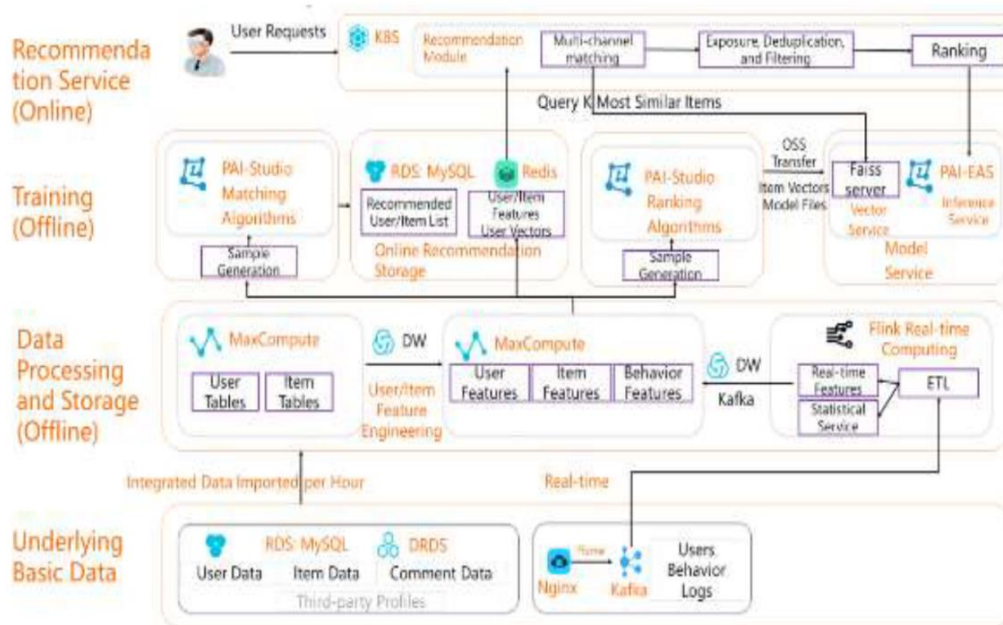 Recommenda
tion Service
(Online)
User Requests
K8S
Recommendation
Module
Multi-channel
matching
Exposure, Deduplication,
and Filtering
Ranking
Query K Most Similar Items
Training
(Offline)
PAI-Studio
Matching
Algorithms
Sample
Generation
RDS: MySQL
Redis
Recommended
User/Item List
User/Item
Features
User Vectors
Online Recommendation
Storage
PAI-Studio
Ranking
Algorithms
Sample
Generation
OSS
Transfer
Item Vectors
Model Files
Faiss
server
Vector
Service
PAI-EAS
Inference
Service
Model
Service
Data
Processing
and Storage
(Offline)
MaxCompute
User
Tables
Item
Tables
DW
User/Item
Feature
Engineering
MaxCompute
User
Features
Item
Features
Behavior
Features
DW
Kafka
Flink Real-time
Computing
Real-time
Features
Statistical
Service
ETL
Integrated Data Imported per Hour
Real-time
Underlying
Basic Data
RDS: MySQL
DRDS
User Data
Item Data
Comment Data
Third-party Profiles
Nginx
Flume
Kafka
Users
Behavior
Logs